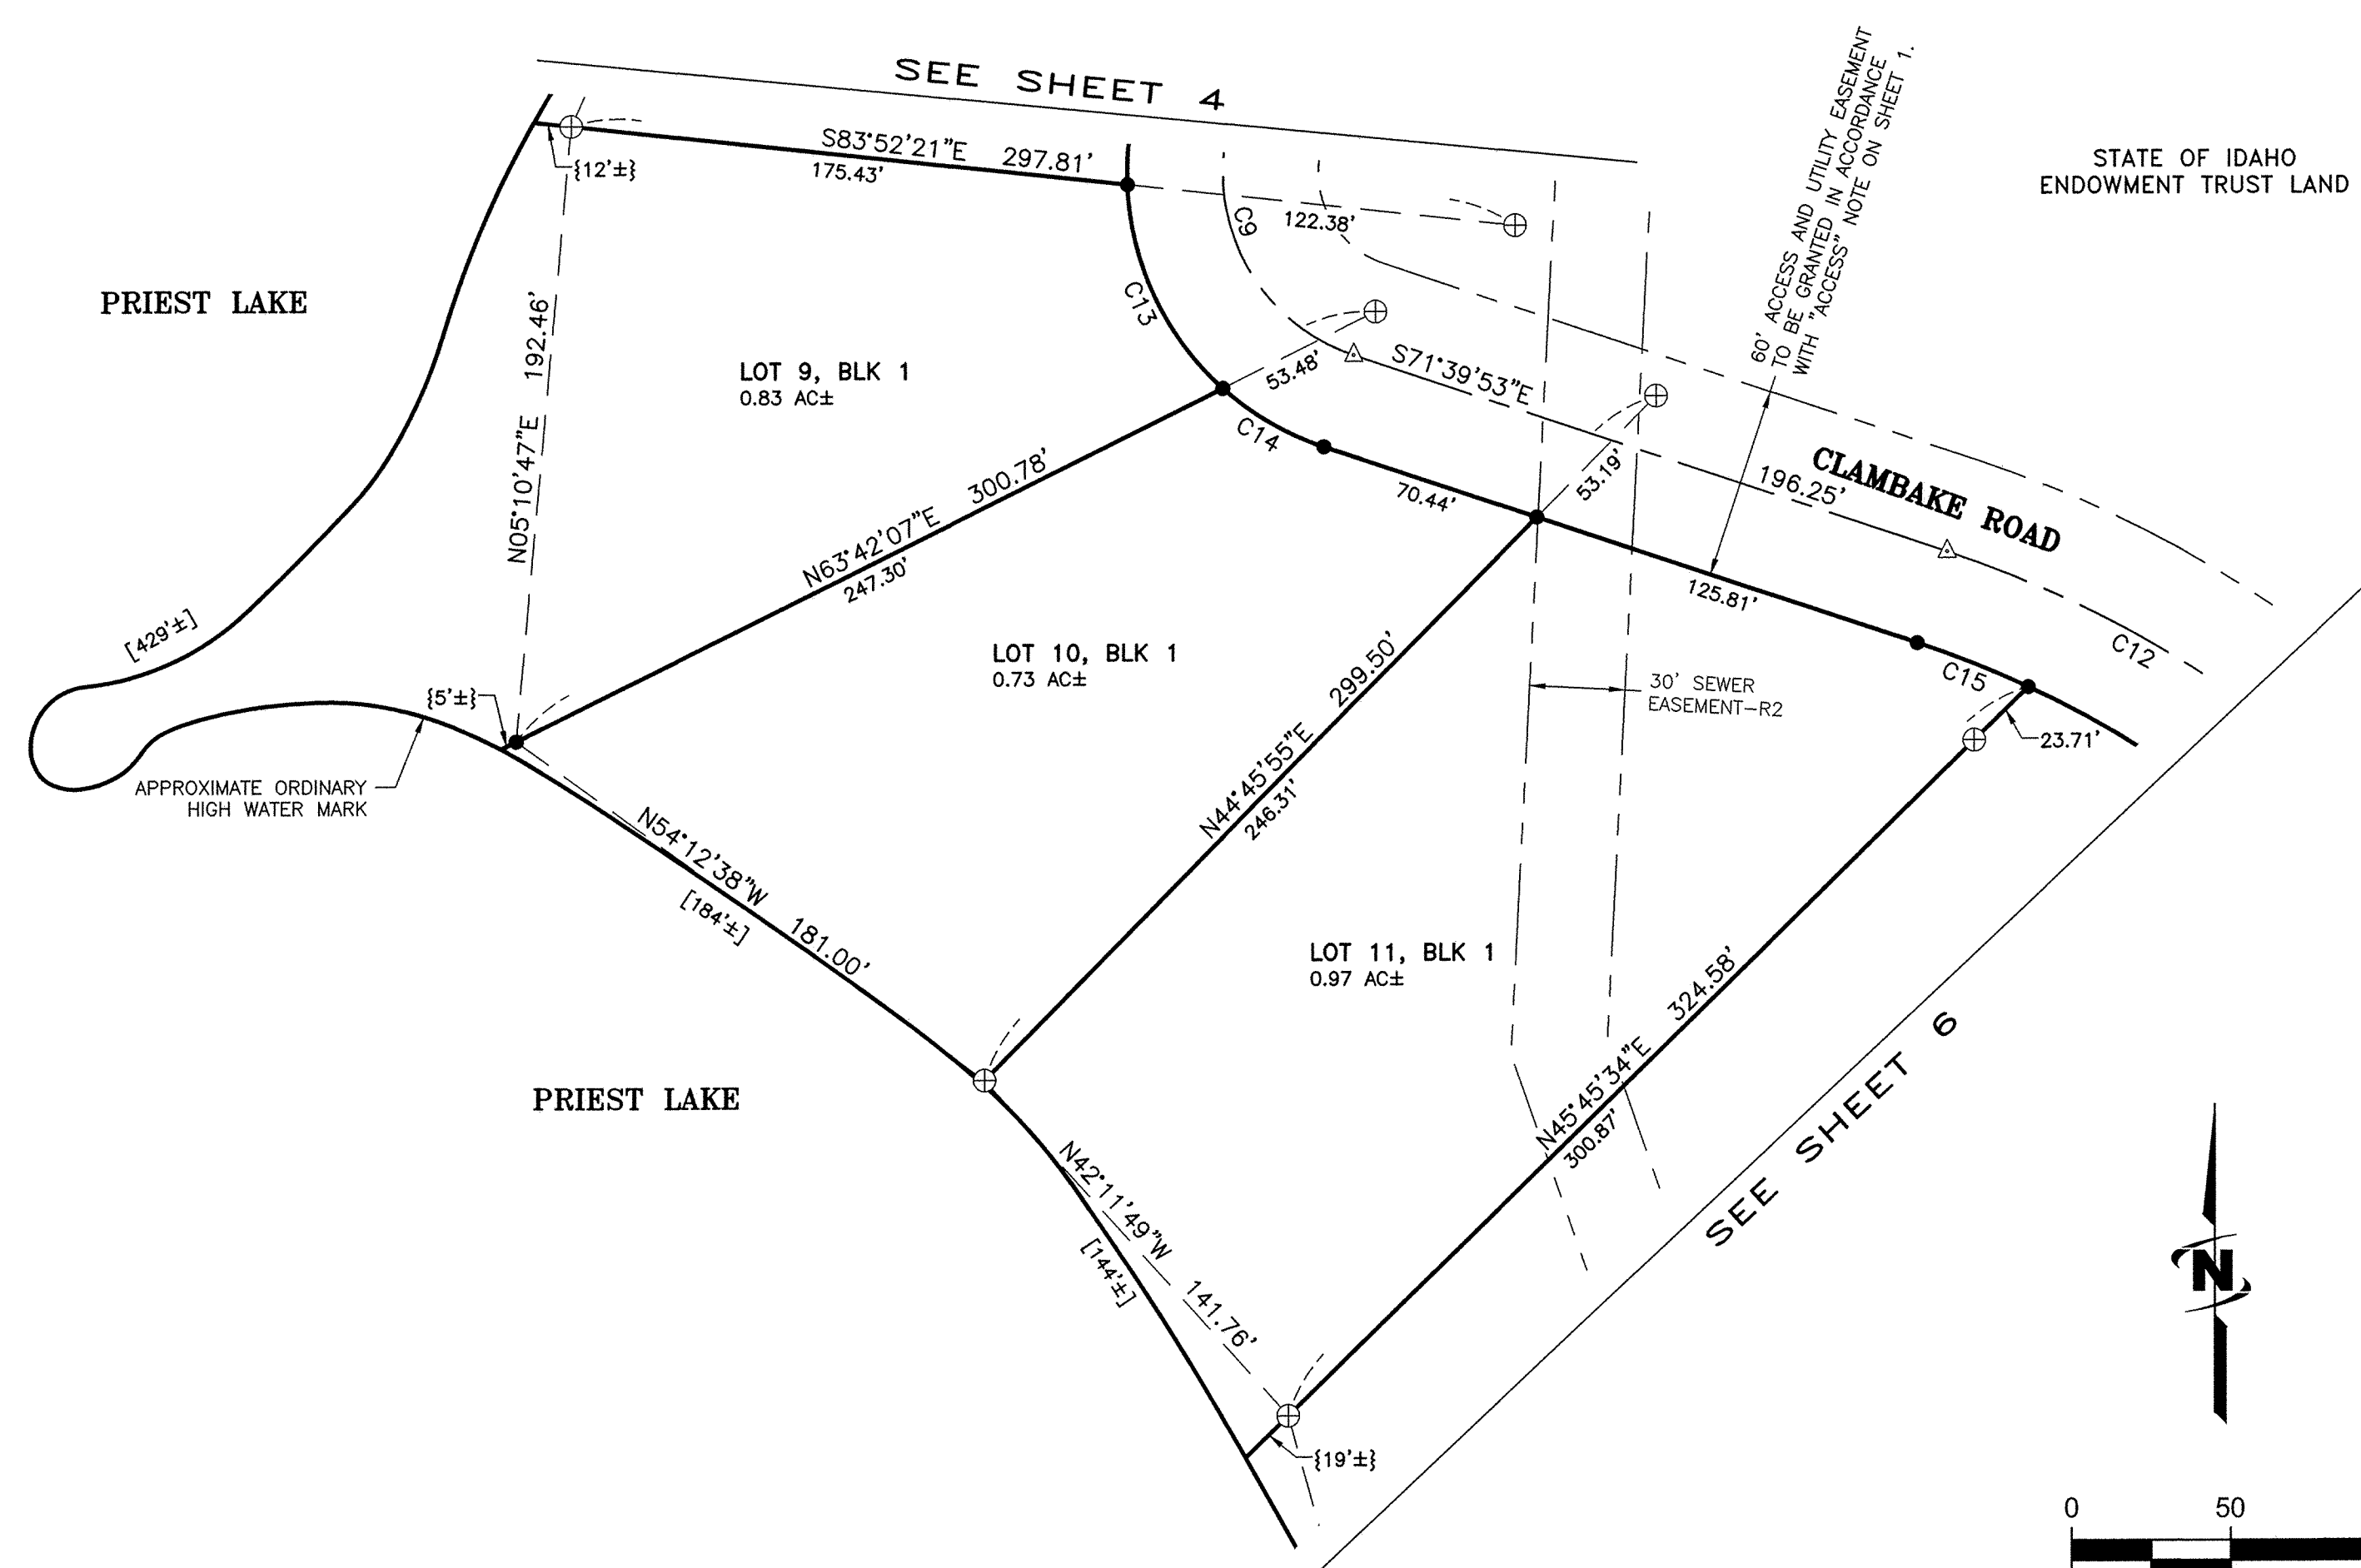 SEE SHEET 4
60' ACCESS AND UTILITY EASEMENT
TO BE GRANTED IN ACCORDANCE
WITH "ACCESS" NOTE ON SHEET 1.
STATE OF IDAHO
ENDOWMENT TRUST LAND
S83°52'21"E 297.81'
175.43'
{12'±}
122.38'
C9
C13
PRIEST LAKE
N05°10'47"E 192.46'
LOT 9, BLK 1
0.83 AC±
53.48'
S71°39'53"E
C14
70.44'
53.19'
196.25'
CLAMBAKE ROAD
N63°42'07"E 300.78'
247.30'
125.81'
C12
C15
[429'±]
{5'±}
LOT 10, BLK 1
0.73 AC±
30' SEWER
EASEMENT-R2
23.71'
APPROXIMATE ORDINARY
HIGH WATER MARK
N44°45'55"E 299.50'
246.31'
N54°12'38"W 181.00'
[184'±]
LOT 11, BLK 1
0.97 AC±
PRIEST LAKE
N45°45'34"E 324.58'
300.87'
SEE SHEET 6
N42°11'49"W 141.76'
[144'±]
{19'±}
N
0 50